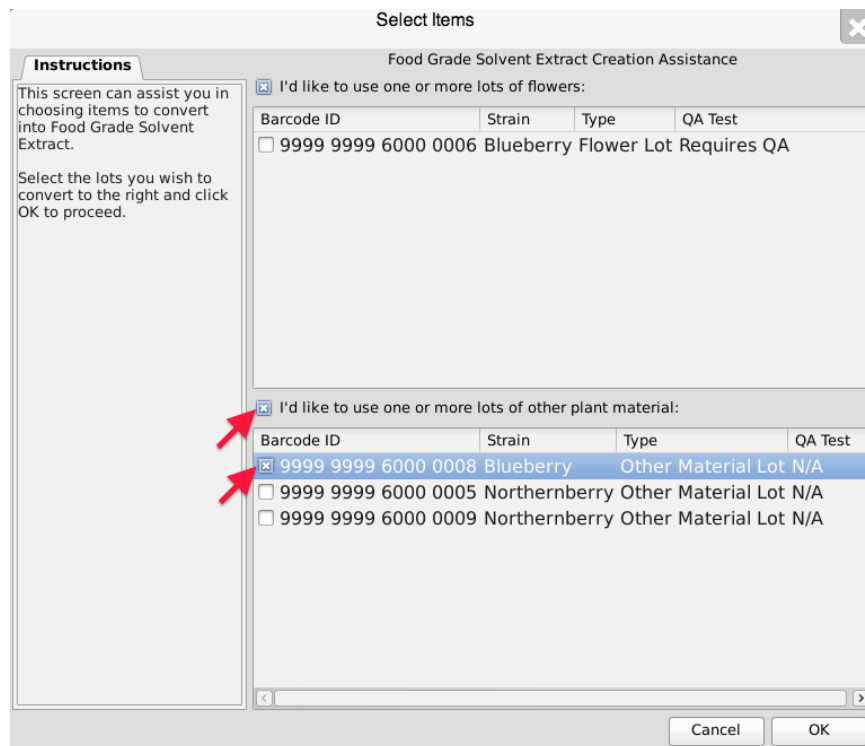 Select Items
Instructions
This screen can assist you in
choosing items to convert
into Food Grade Solvent
Extract.
Select the lots you wish to
convert to the right and click
OK to proceed.
Food Grade Solvent Extract Creation Assistance
I'd like to use one or more lots of flowers:
Barcode ID Strain Type QA Test
9999 9999 6000 0006 Blueberry Flower Lot Requires QA
I'd like to use one or more lots of other plant material:
Barcode ID Strain Type QA Test
9999 9999 6000 0008 Blueberry Other Material Lot N/A
9999 9999 6000 0005 Northernberry Other Material Lot N/A
9999 9999 6000 0009 Northernberry Other Material Lot N/A
Cancel OK